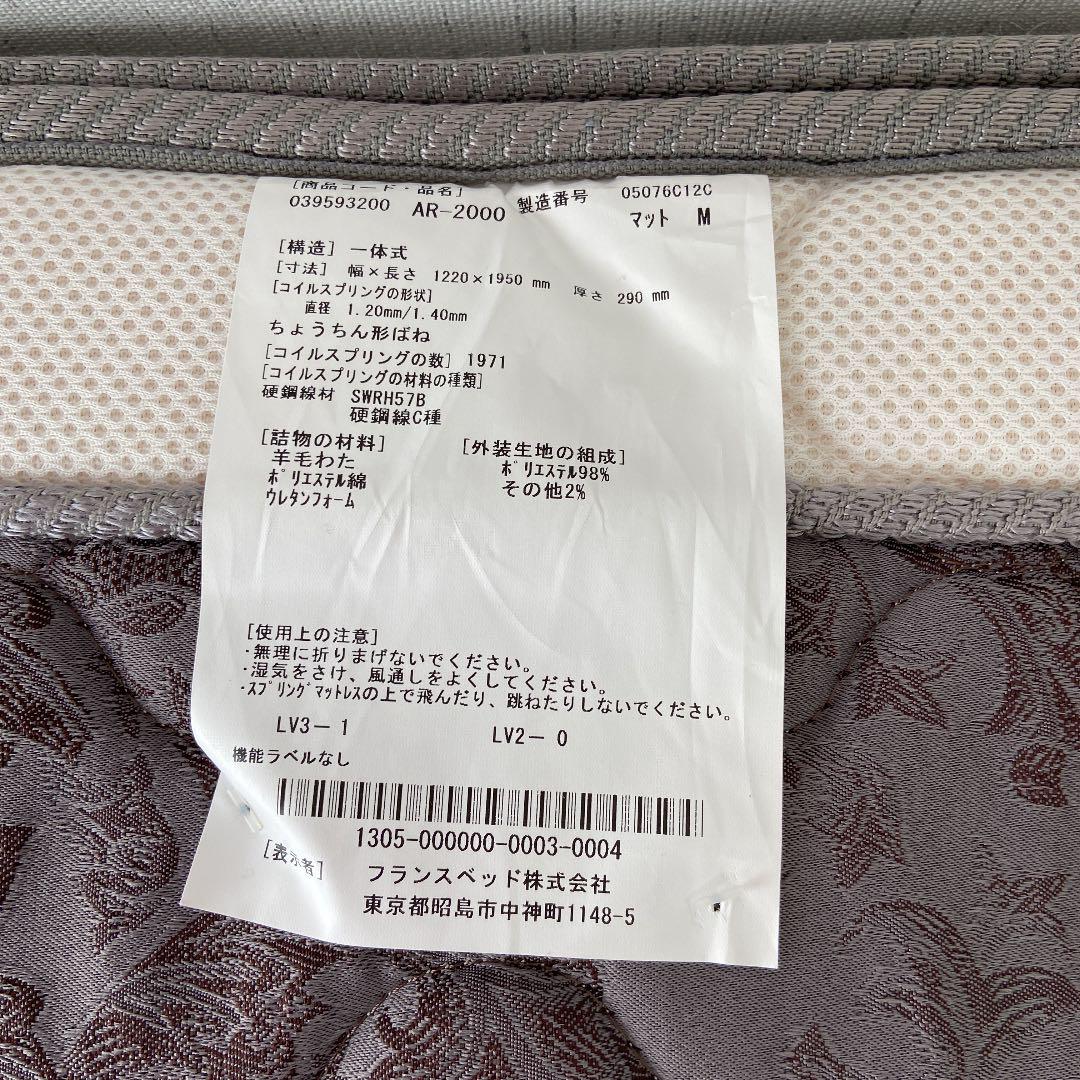 [商品コード・品名]
039593200 AR-2000 製造番号 05076C12C
マット M
[構造] 一体式
[寸法] 幅×長さ 1220×1950 mm 厚さ 290 mm
[コイルスプリングの形状]
直径 1.20mm/1.40mm
ちょうちん形ばね
[コイルスプリングの数] 1971
[コイルスプリングの材料の種類]
硬鋼線材 SWRH57B
硬鋼線C種
[詰物の材料]
羊毛わた
ポリエステル綿
ウレタンフォーム
[外装生地の組成]
ポリエステル98%
その他2%
[使用上の注意]
・無理に折りまげないでください。
・湿気をさけ、風通しをよくしてください。
・スプリングマットレスの上で飛んだり、跳ねたりしないでください。
LV3- 1 LV2- 0
機能ラベルなし
1305-000000-0003-0004
[表示者]
フランスベッド株式会社
東京都昭島市中神町1148-5